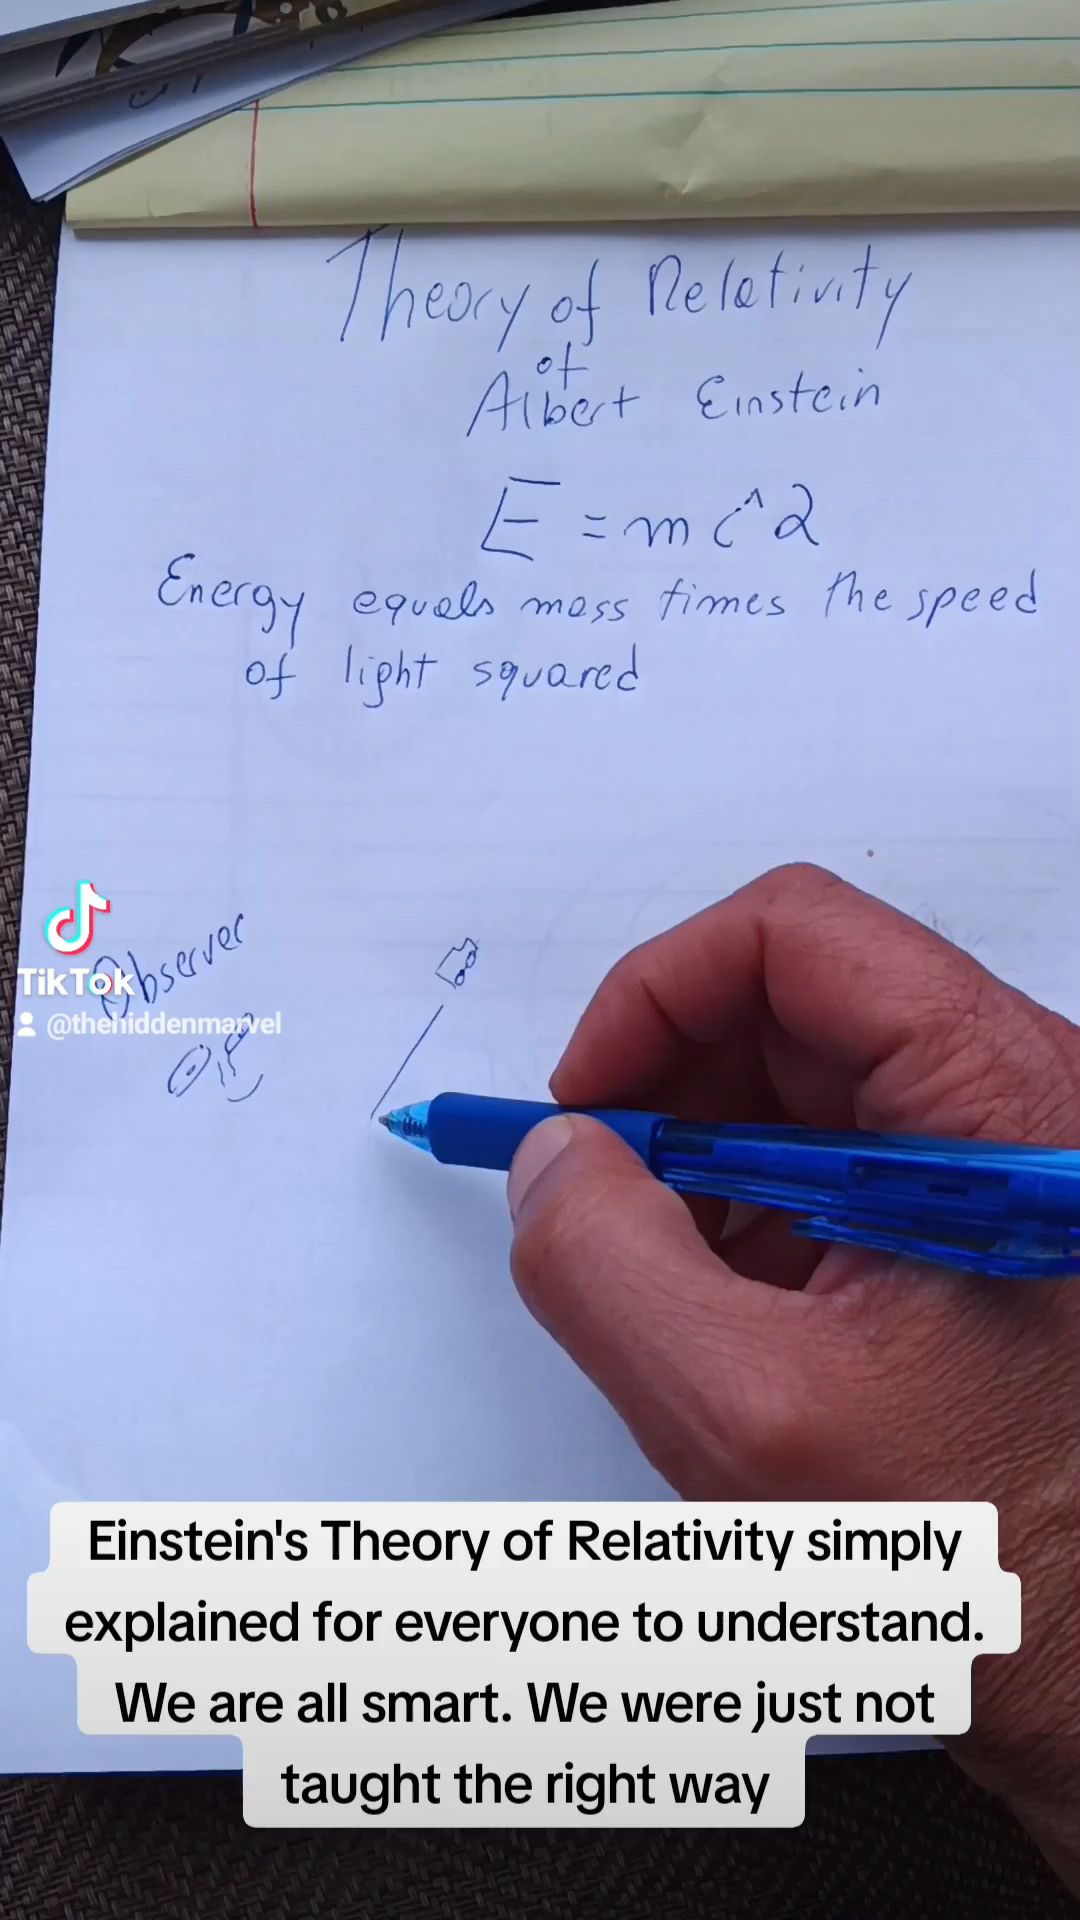 Theory of Relativity
of
Albert Einstein
E = mc^2
Energy equals mass times the speed
of light squared
Observer
TikTok
@thehiddenmarvel
Einstein's Theory of Relativity simply
explained for everyone to understand.
We are all smart. We were just not
taught the right way